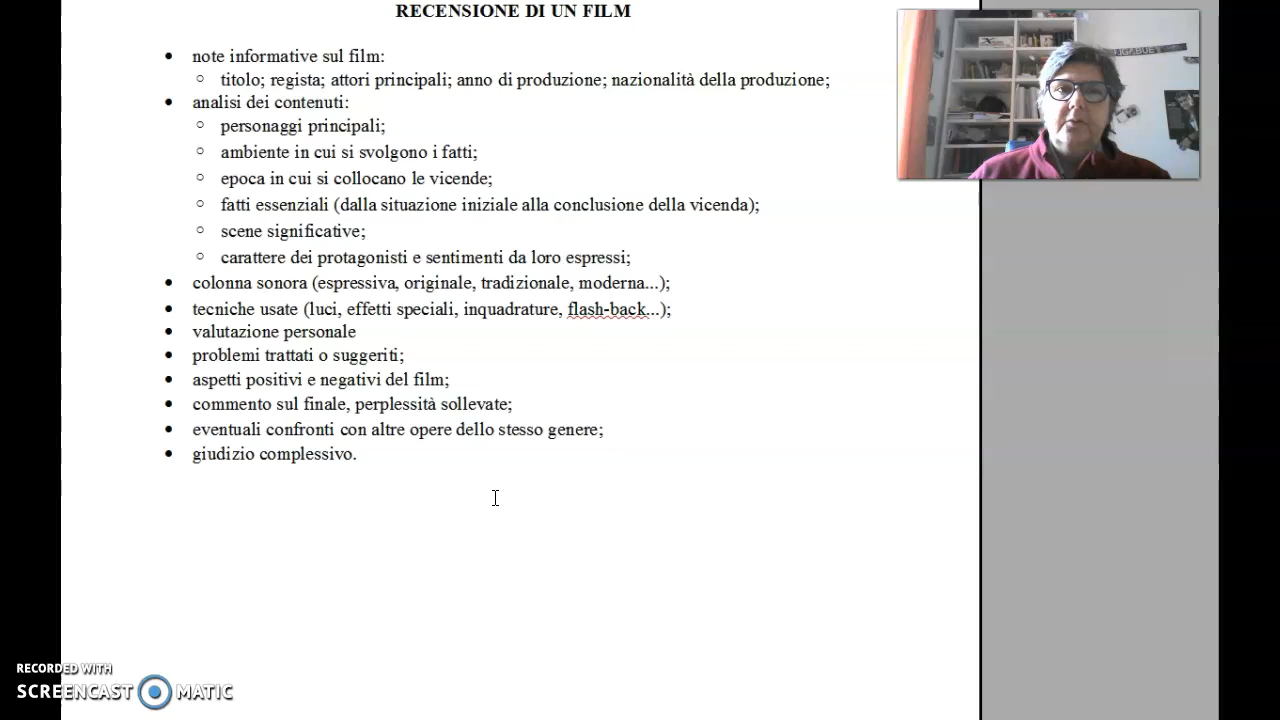 RECENSIONE DI UN FILM
• note informative sul film:
○ titolo; regista; attori principali; anno di produzione; nazionalità della produzione;
• analisi dei contenuti:
○ personaggi principali;
○ ambiente in cui si svolgono i fatti;
○ epoca in cui si collocano le vicende;
○ fatti essenziali (dalla situazione iniziale alla conclusione della vicenda);
○ scene significative;
○ carattere dei protagonisti e sentimenti da loro espressi;
• colonna sonora (espressiva, originale, tradizionale, moderna...);
• tecniche usate (luci, effetti speciali, inquadrature, flash-back...);
• valutazione personale
• problemi trattati o suggeriti;
• aspetti positivi e negativi del film;
• commento sul finale, perplessità sollevate;
• eventuali confronti con altre opere dello stesso genere;
• giudizio complessivo.
RECORDED WITH
SCREENCAST MATIC